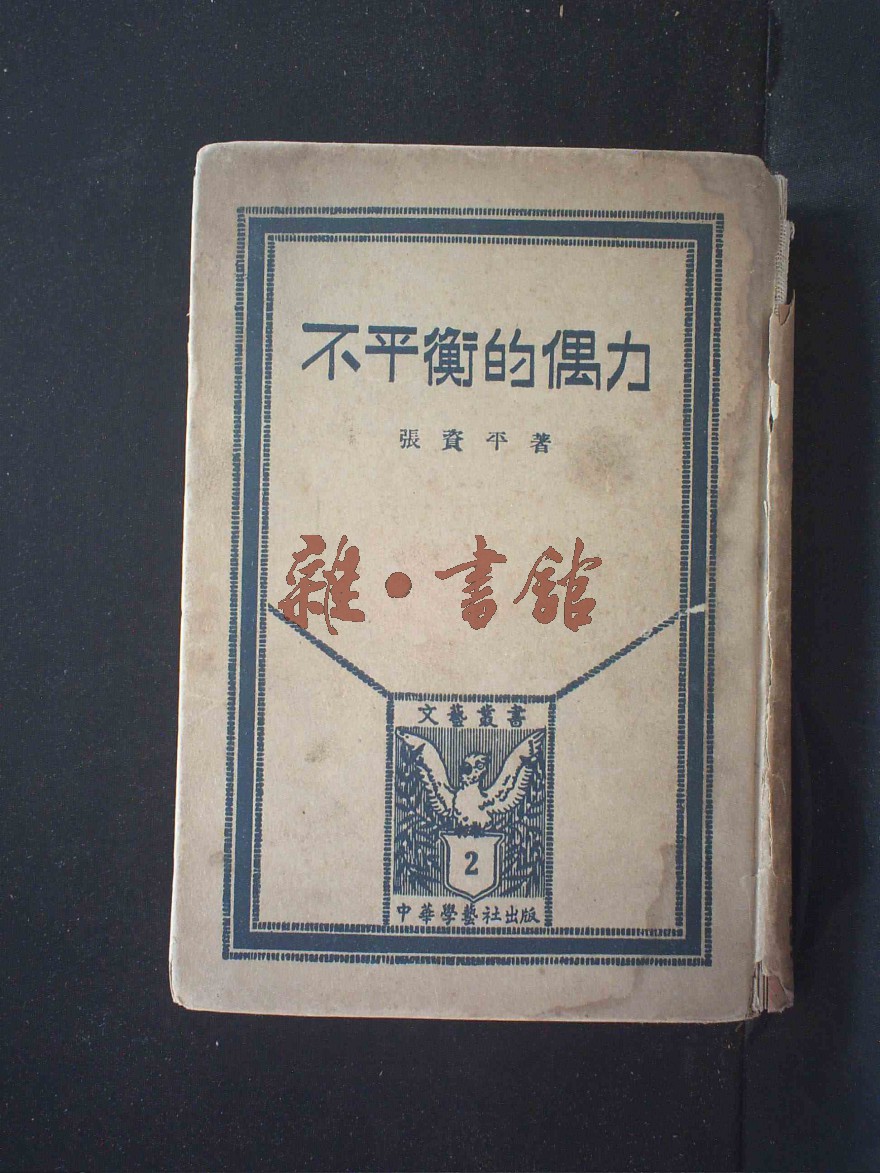 不平衡的偶力
張資平著
雜·書館
文藝叢書
2
中華學藝社出版